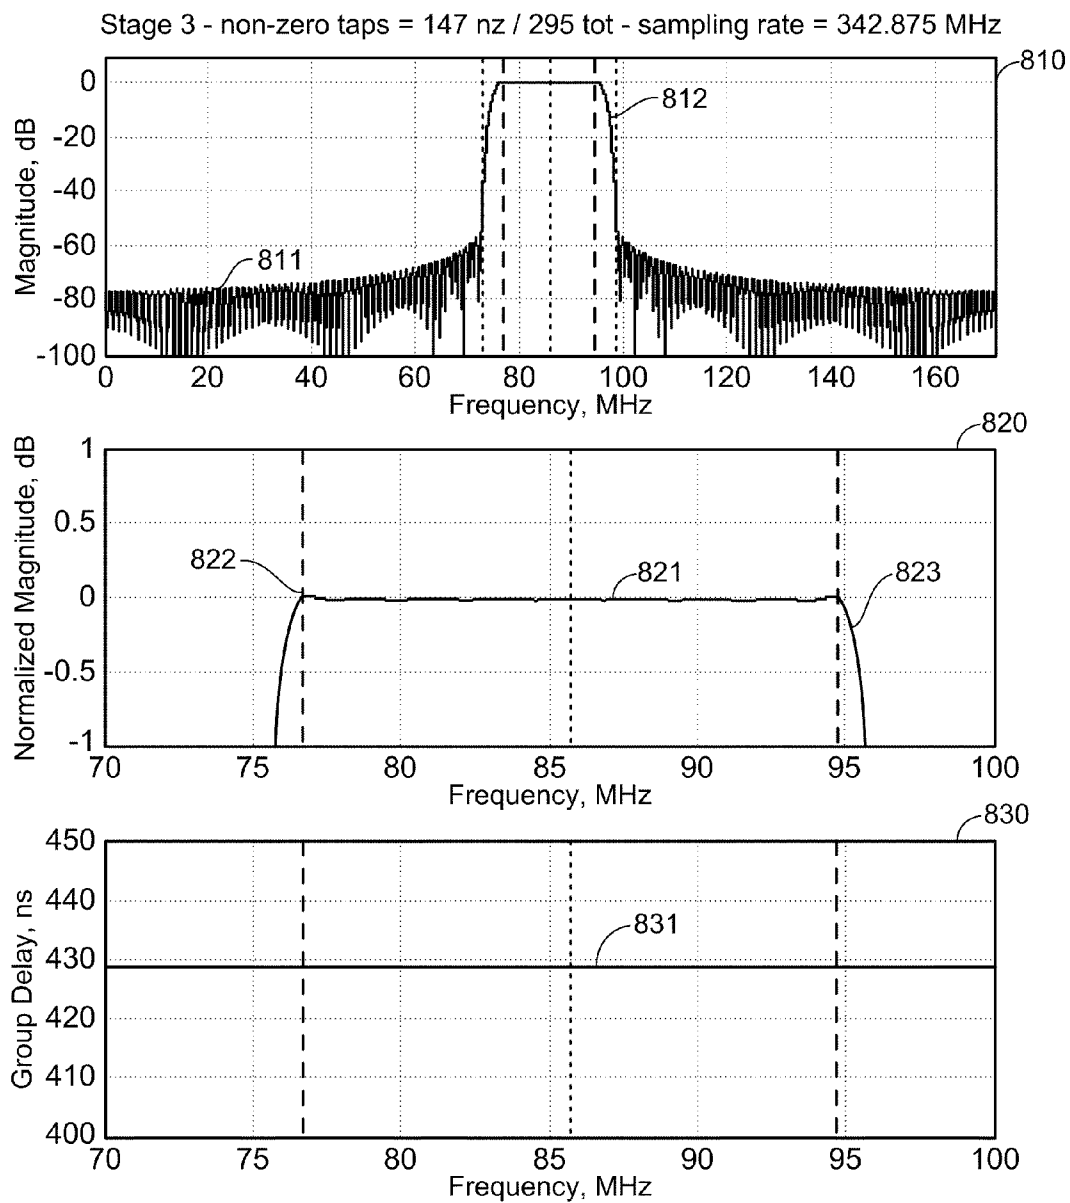 Stage 3 - non-zero taps = 147 nz / 295 tot - sampling rate = 342.875 MHz
810
Magnitude, dB
0
-20
-40
-60
-80
-100
812
811
0 20 40 60 80 100 120 140 160
Frequency, MHz
820
Normalized Magnitude, dB
1
0.5
0
-0.5
-1
822
821
823
70 75 80 85 90 95 100
Frequency, MHz
830
Group Delay, ns
450
440
430
420
410
400
831
70 75 80 85 90 95 100
Frequency, MHz